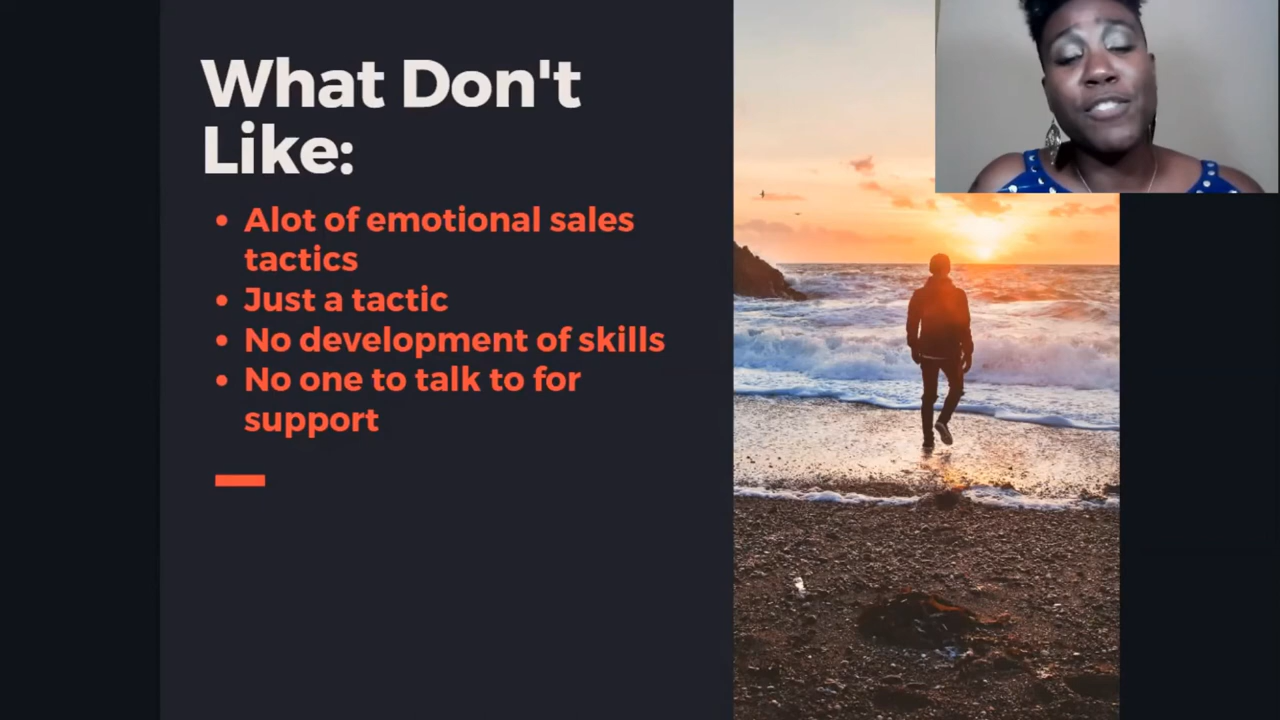 What Don't
Like:
• Alot of emotional sales
tactics
• Just a tactic
• No development of skills
• No one to talk to for
support